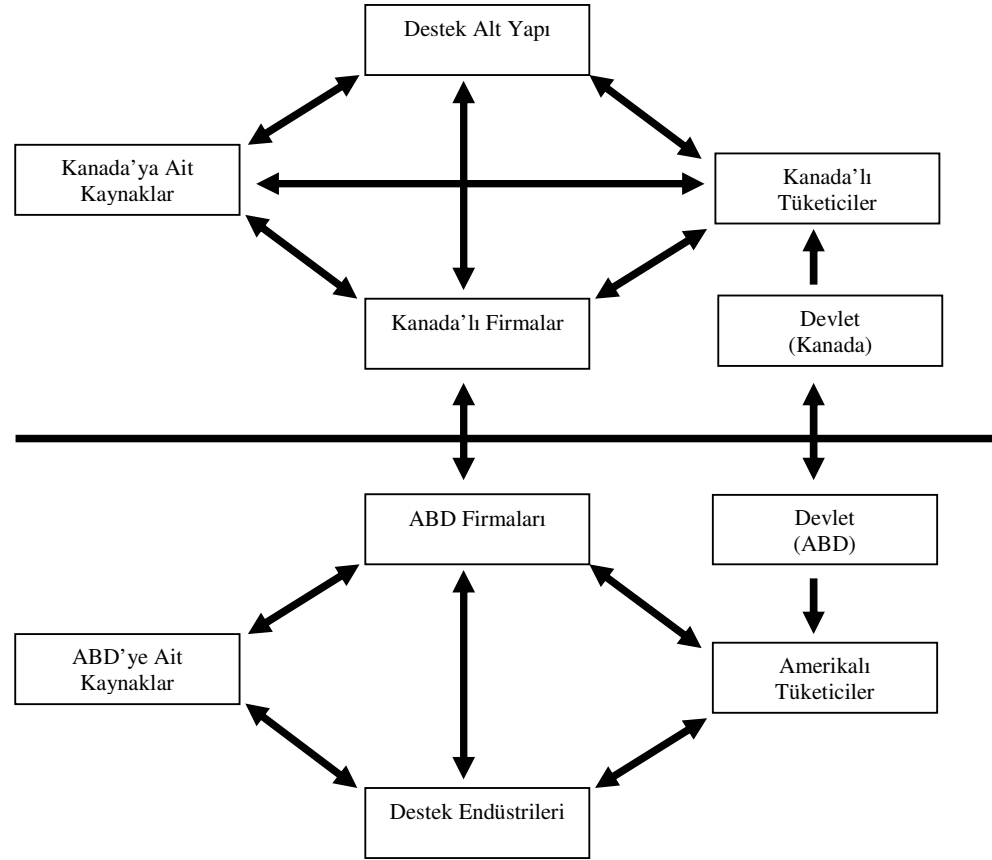 Destek Alt Yapı
Kanada’ya Ait
Kaynaklar
Kanada’lı
Tüketiciler
Kanada’lı Firmalar
Devlet
(Kanada)
ABD Firmaları
Devlet
(ABD)
ABD’ye Ait
Kaynaklar
Amerikalı
Tüketiciler
Destek Endüstrileri